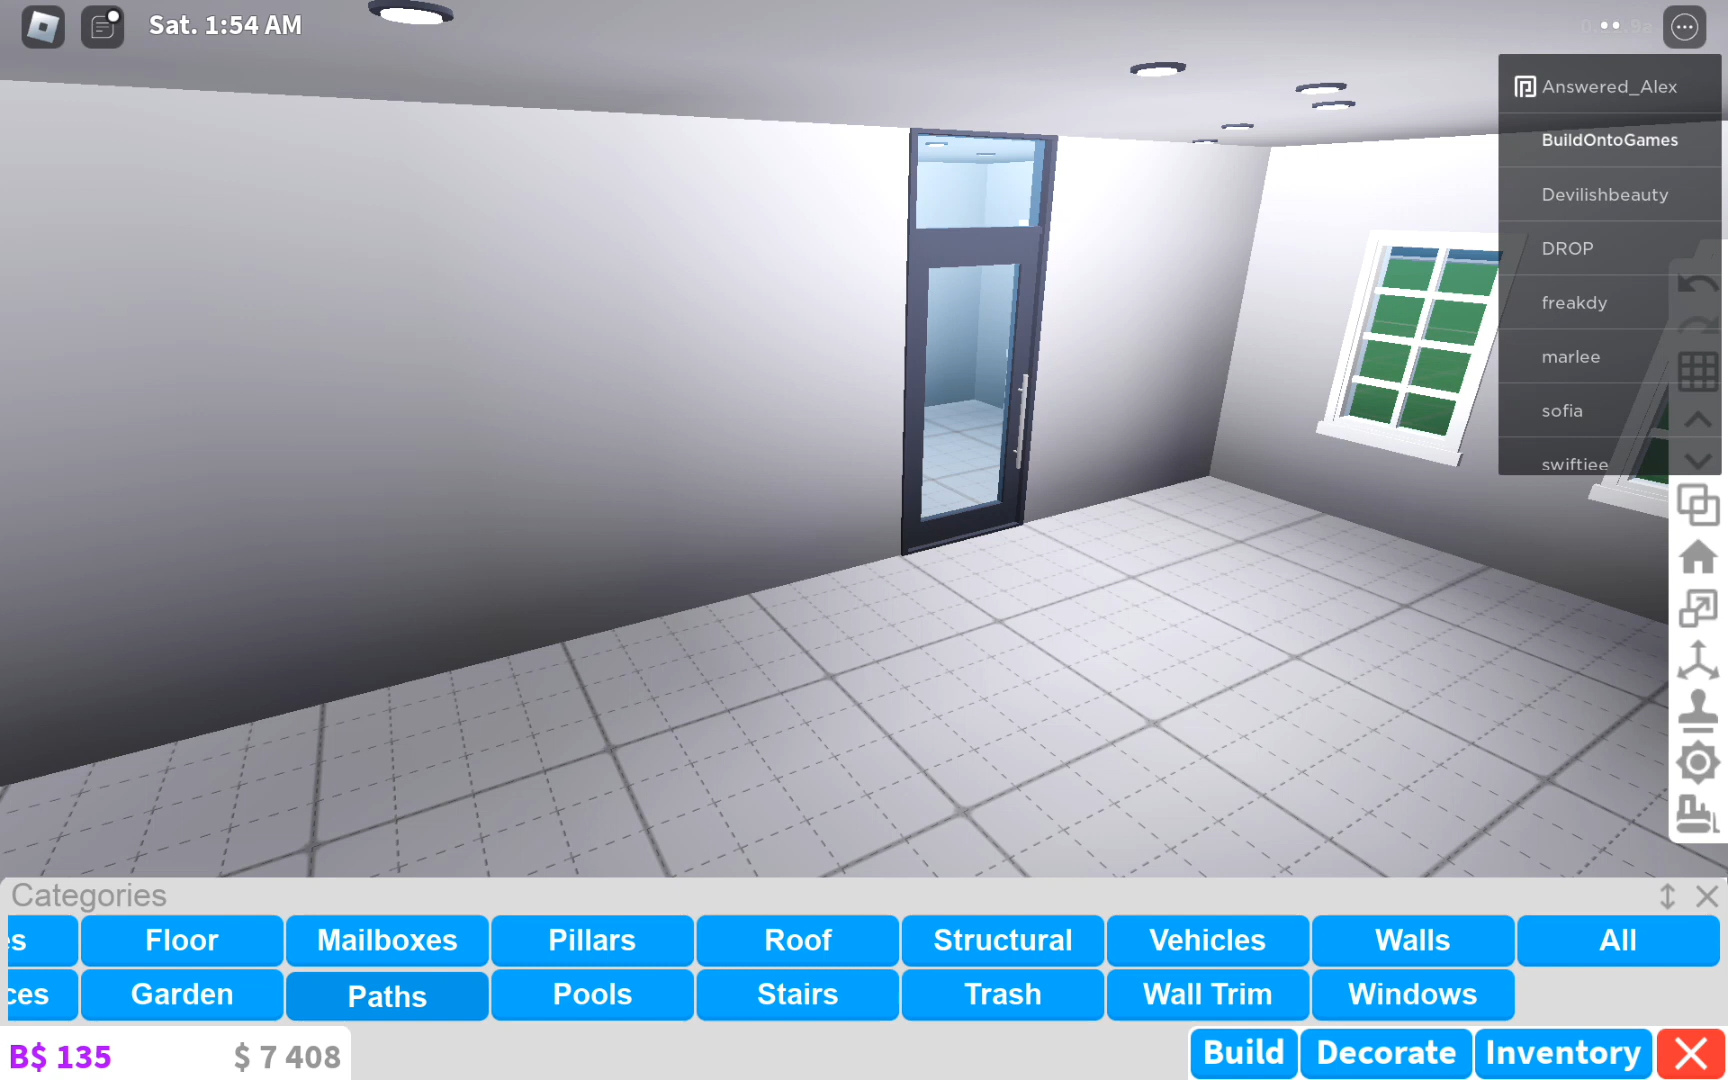 Sat. 1:54 AM
Answered_Alex
BuildOntoGames
Devilishbeauty
DROP
freakdy
marlee
sofia
swiftiee
Categories
es Floor Mailboxes Pillars Roof Structural Vehicles Walls All
ces Garden Paths Pools Stairs Trash Wall Trim Windows
B$ 135 $ 7 408 Build Decorate Inventory